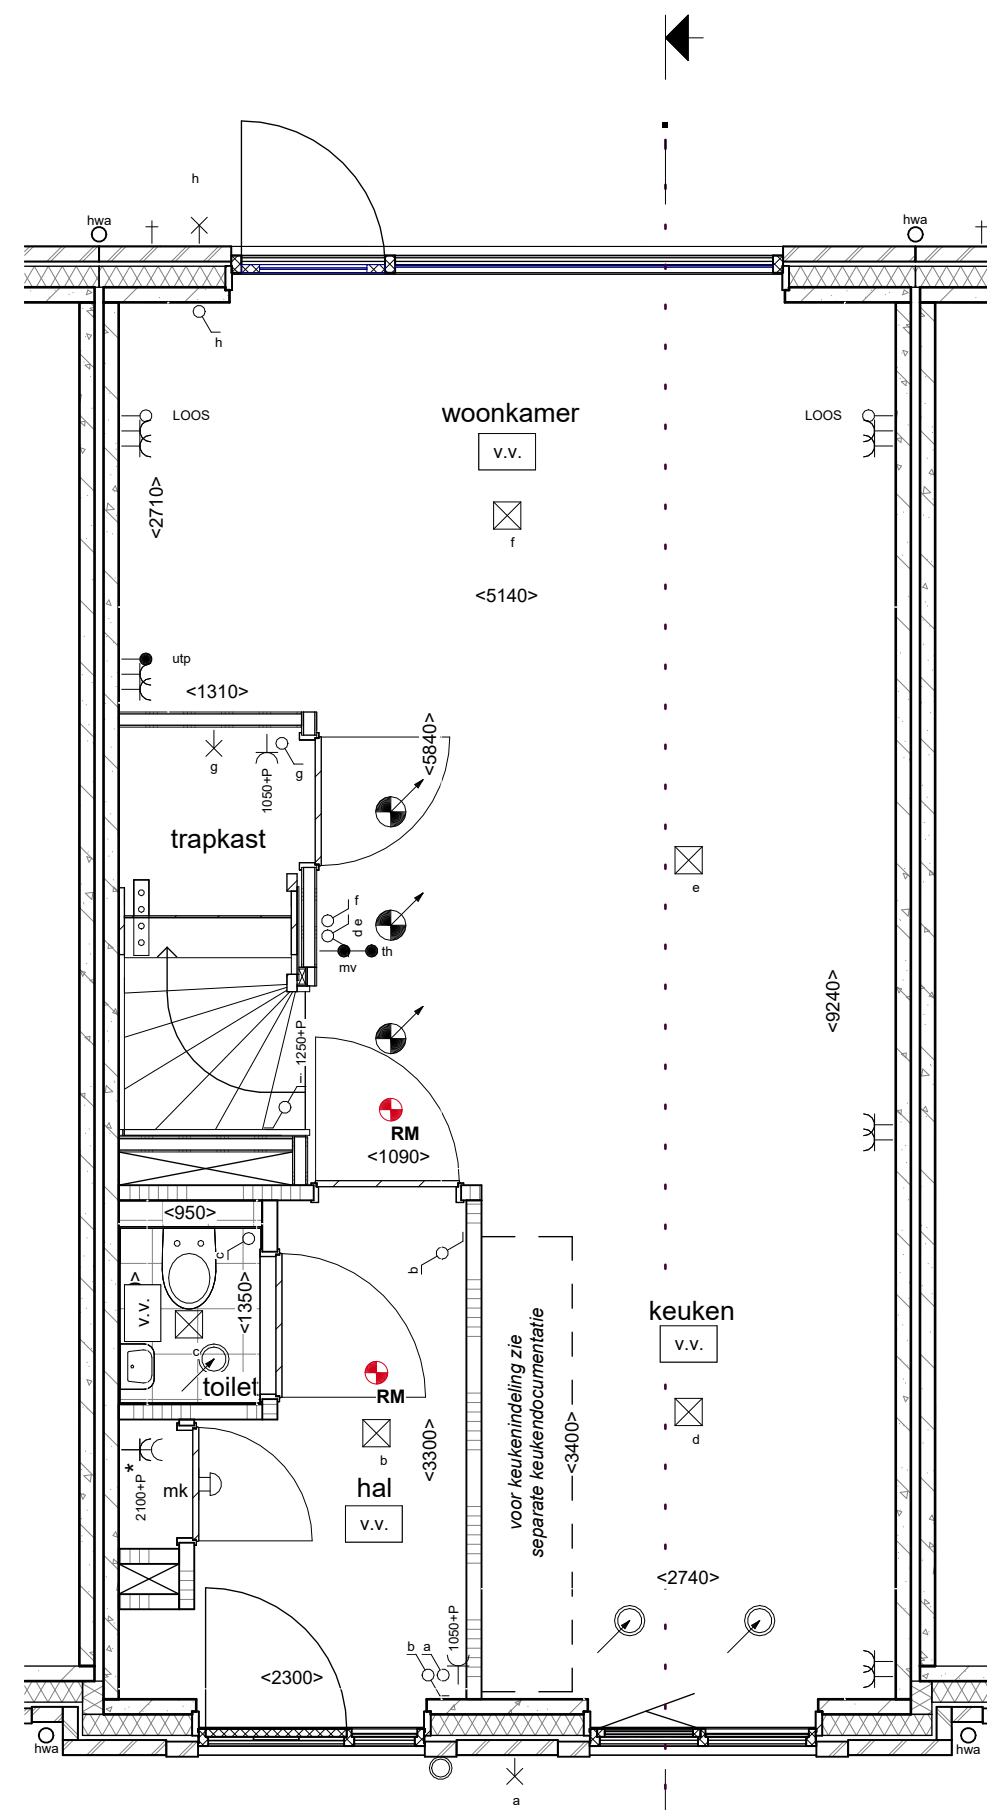 h
hwa
hwa
h
LOOS
woonkamer
LOOS
v.v.
<2710>
f
<5140>
utp
<1310>
<5840>
g
1050+P
g
trapkast
e
f
d e
mv
th
<9240>
1250+P
i
RM
<1090>
<950>
c
b
<1350>
v.v.
keuken
v.v.
voor keukenindeling zie
separate keukendocumentatie
c
toilet
RM
b
<3300>
<3400>
d
*
2100+P
mk
hal
v.v.
<2740>
1050+P
b a
<2300>
hwa
hwa
a